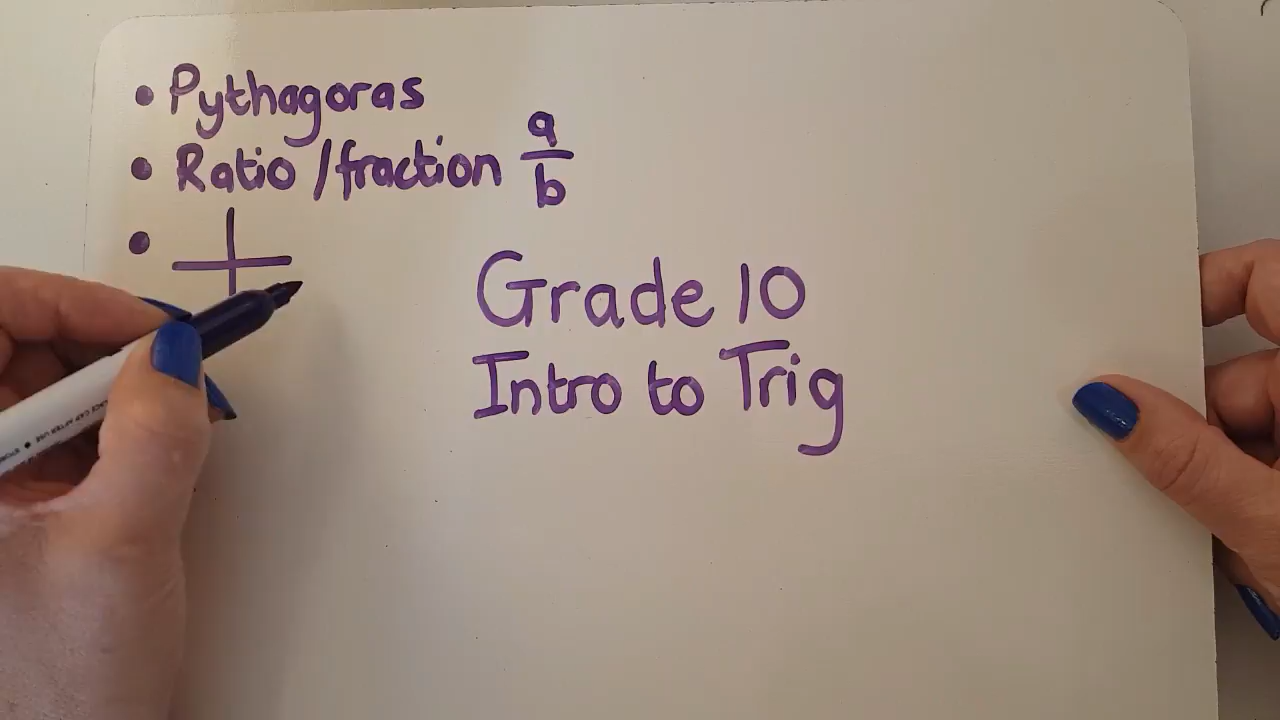 • Pythagoras
• Ratio / fraction a/b
•
Grade 10
Intro to Trig